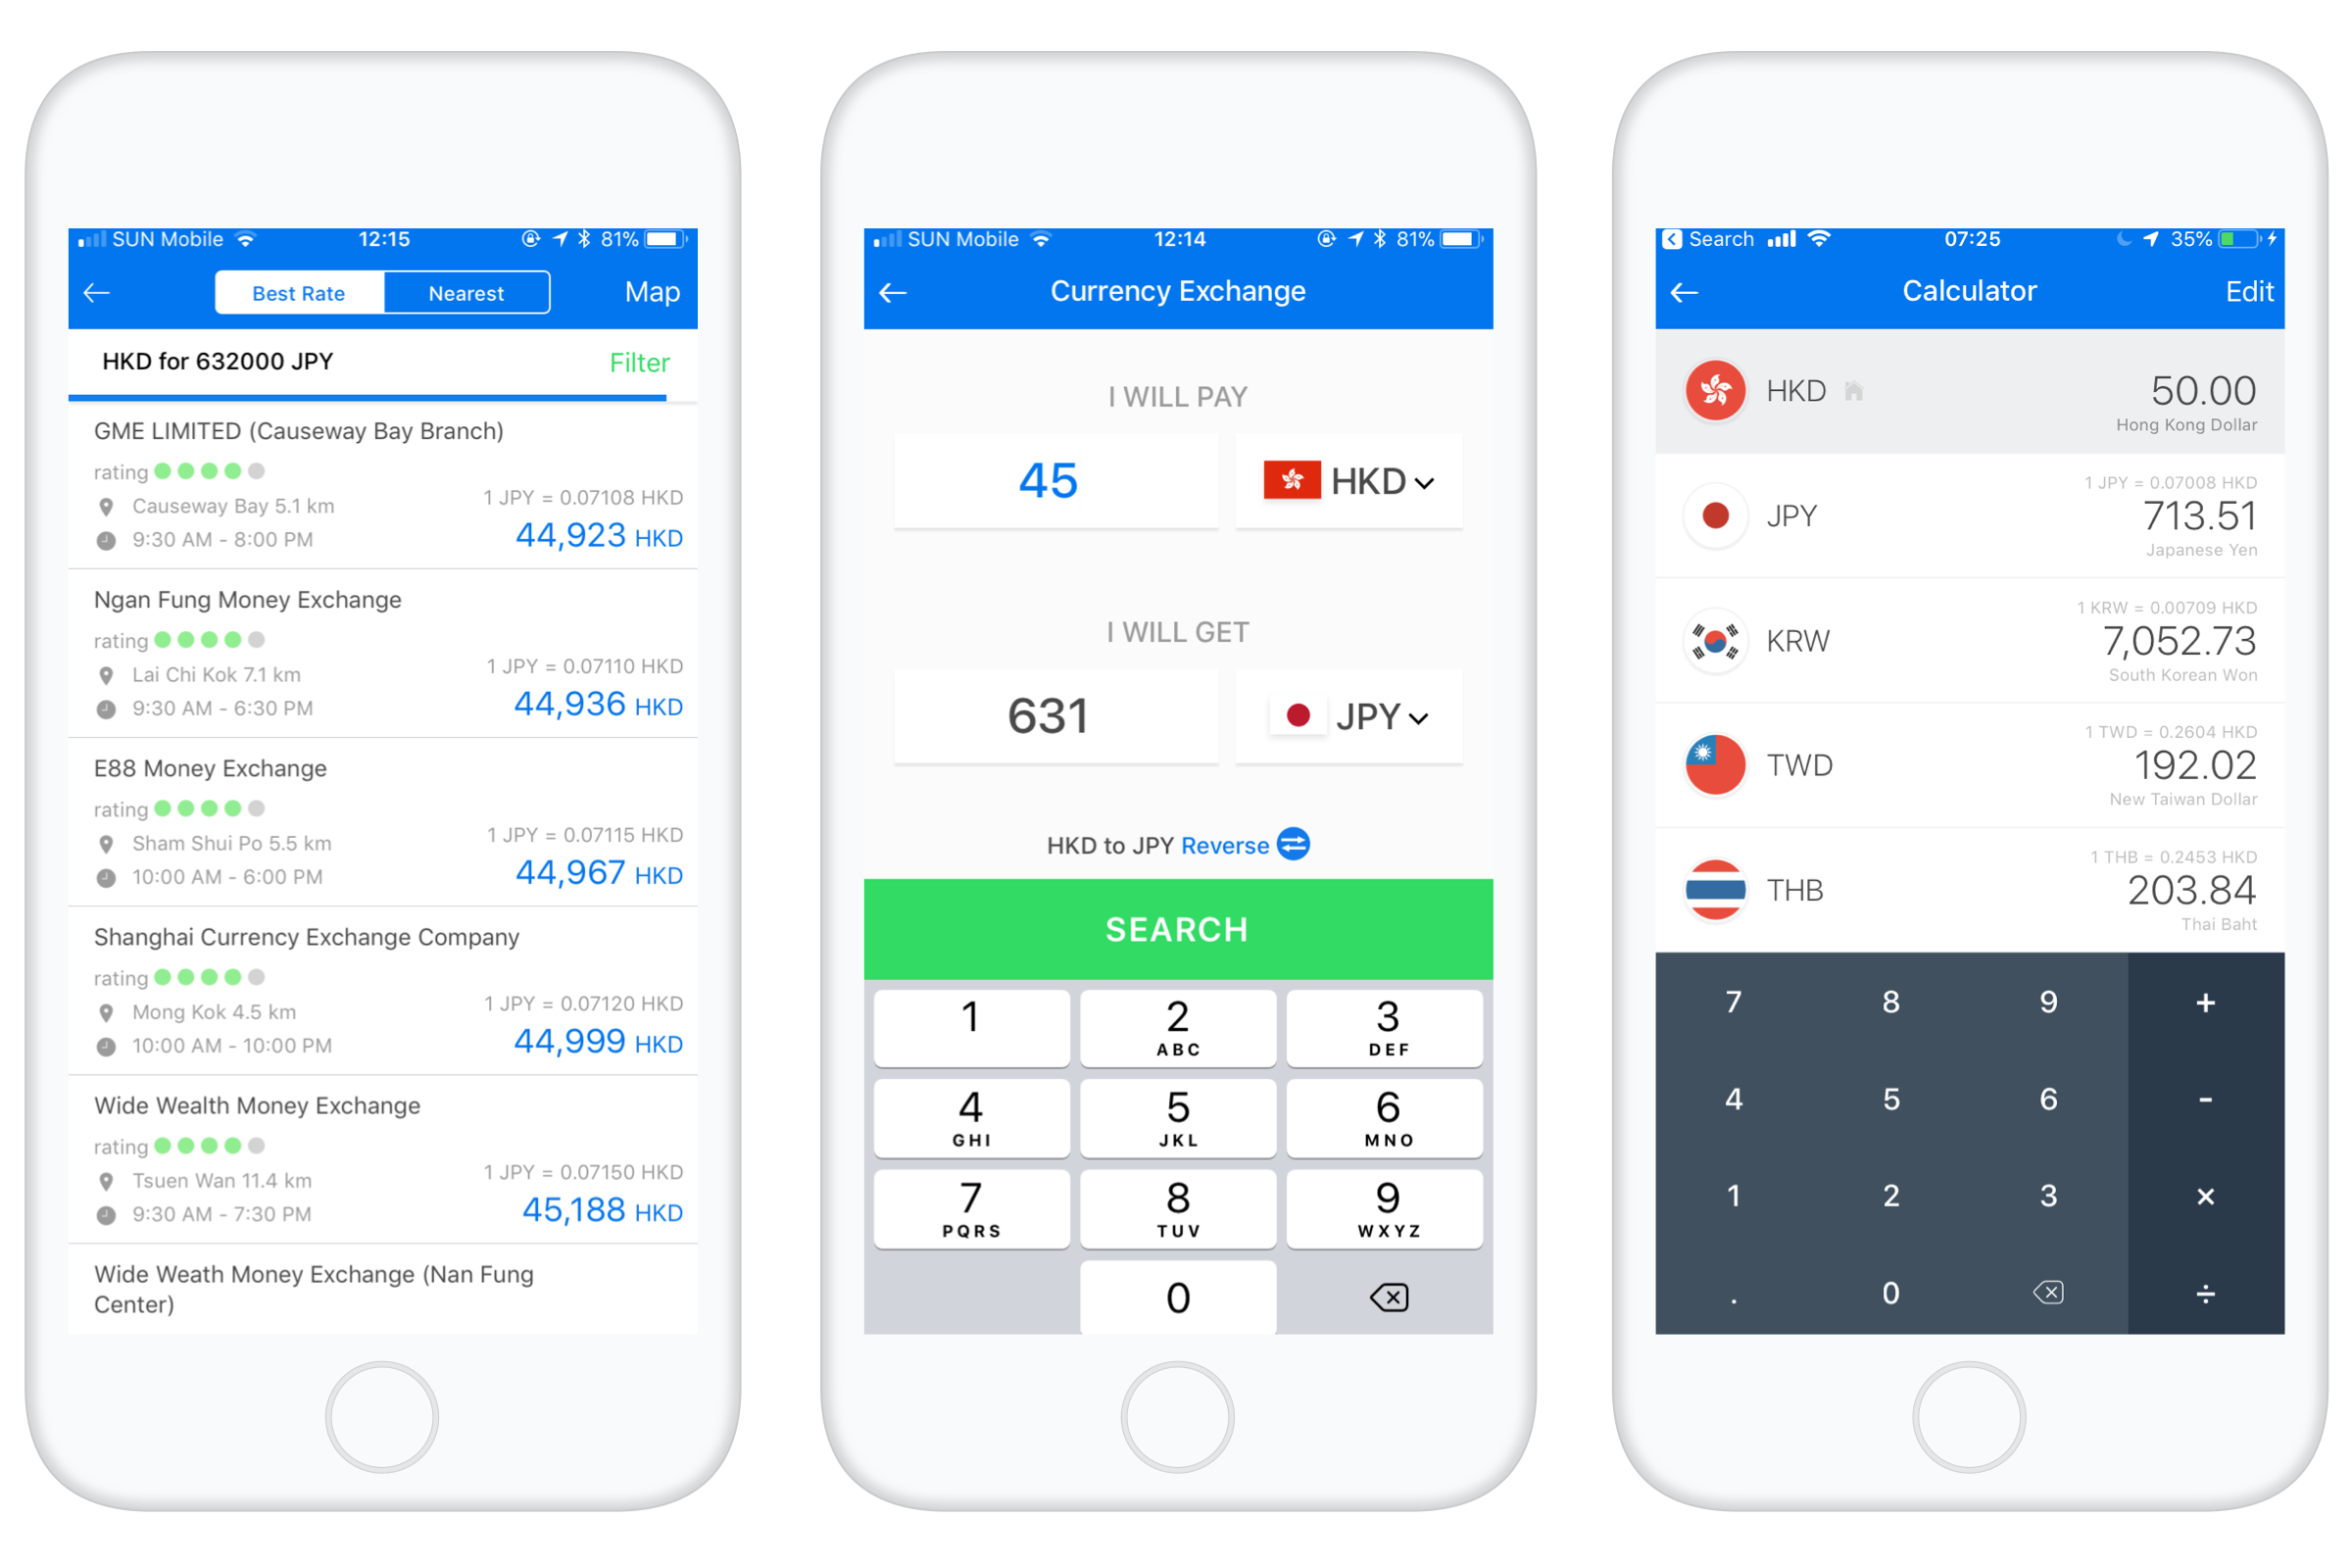 SUN Mobile 12:15 81%
Best Rate Nearest Map
HKD for 632000 JPY Filter
GME LIMITED (Causeway Bay Branch)
rating
Causeway Bay 5.1 km 1 JPY = 0.07108 HKD
9:30 AM - 8:00 PM 44,923 HKD
Ngan Fung Money Exchange
rating
Lai Chi Kok 7.1 km 1 JPY = 0.07110 HKD
9:30 AM - 6:30 PM 44,936 HKD
E88 Money Exchange
rating
Sham Shui Po 5.5 km 1 JPY = 0.07115 HKD
10:00 AM - 6:00 PM 44,967 HKD
Shanghai Currency Exchange Company
rating
Mong Kok 4.5 km 1 JPY = 0.07120 HKD
10:00 AM - 10:00 PM 44,999 HKD
Wide Wealth Money Exchange
rating
Tsuen Wan 11.4 km 1 JPY = 0.07150 HKD
9:30 AM - 7:30 PM 45,188 HKD
Wide Weath Money Exchange (Nan Fung
Center)
SUN Mobile 12:14 81%
Currency Exchange
I WILL PAY
45 HKD
I WILL GET
631 JPY
HKD to JPY Reverse
SEARCH
1 2 3
ABC DEF
4 5 6
GHI JKL MNO
7 8 9
PQRS TUV WXYZ
0
Search 07:25 35%
Calculator Edit
HKD 50.00
Hong Kong Dollar
1 JPY = 0.07008 HKD
JPY 713.51
Japanese Yen
1 KRW = 0.00709 HKD
KRW 7,052.73
South Korean Won
1 TWD = 0.2604 HKD
TWD 192.02
New Taiwan Dollar
1 THB = 0.2453 HKD
THB 203.84
Thai Baht
7 8 9 +
4 5 6 -
1 2 3 ×
. 0 ÷